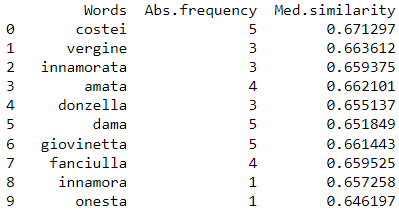 Words Abs.frequency Med.similarity
0 costei 5 0.671297
1 vergine 3 0.663612
2 innamorata 3 0.659375
3 amata 4 0.662101
4 donzella 3 0.655137
5 dama 5 0.651849
6 giovinetta 5 0.661443
7 fanciulla 4 0.659525
8 innamora 1 0.657258
9 onesta 1 0.646197